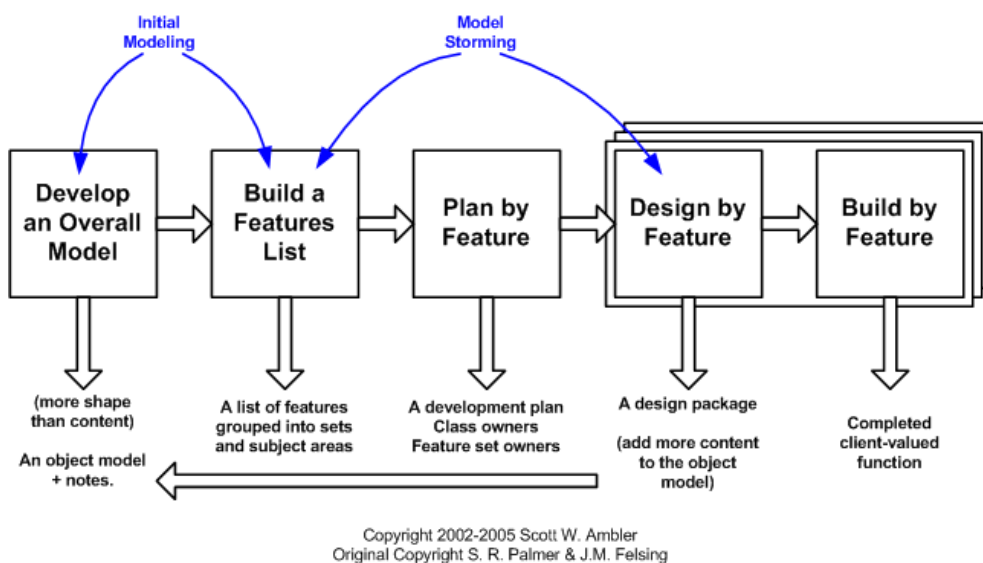 Initial
Modeling
Model
Storming
Develop
an Overall
Model
Build a
Features
List
Plan by
Feature
Design by
Feature
Build by
Feature
(more shape
than content)
An object model
+ notes.
A list of features
grouped into sets
and subject areas
A development plan
Class owners
Feature set owners
A design package
(add more content
to the object
model)
Completed
client-valued
function
Copyright 2002-2005 Scott W. Ambler
Original Copyright S. R. Palmer & J.M. Felsing